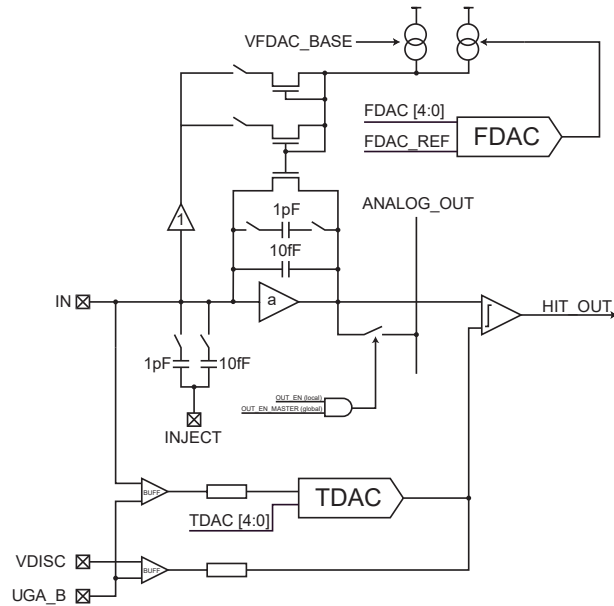 VFDAC_BASE
FDAC [4:0]
FDAC
FDAC_REF
1pF
ANALOG_OUT
1
10fF
IN
a
HIT_OUT
1pF
10fF
OUT_EN (local)
OUT_EN_MASTER (global)
INJECT
BUFF
TDAC
TDAC [4:0]
VDISC
BUFF
UGA_B